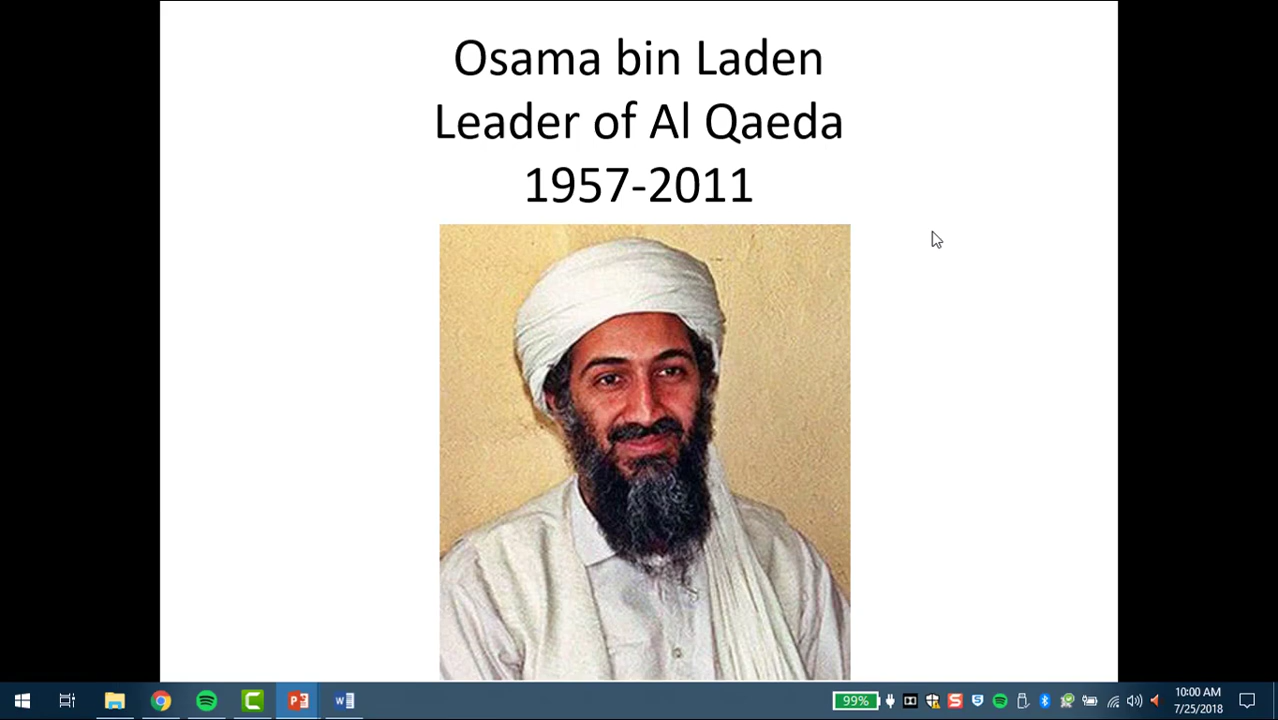 Osama bin Laden
Leader of Al Qaeda
1957-2011
99%
10:00 AM
7/25/2018